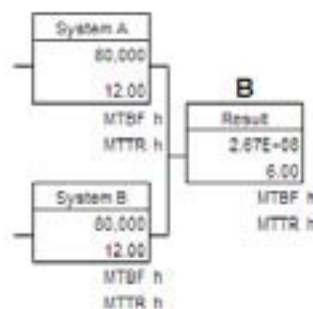 System A
80,000
12.00
MTBF h
MTTR h
B
Result
2.67E+08
6.00
MTBF h
MTTR h
System B
80,000
12.00
MTBF h
MTTR h